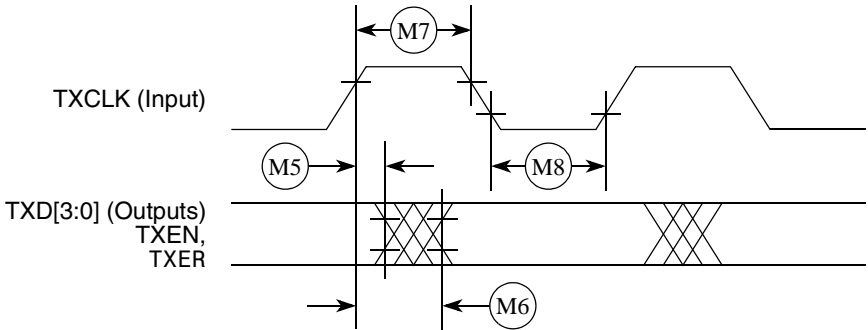 M7
TXCLK (Input)
M5
M8
TXD[3:0] (Outputs)
TXEN,
TXER
M6